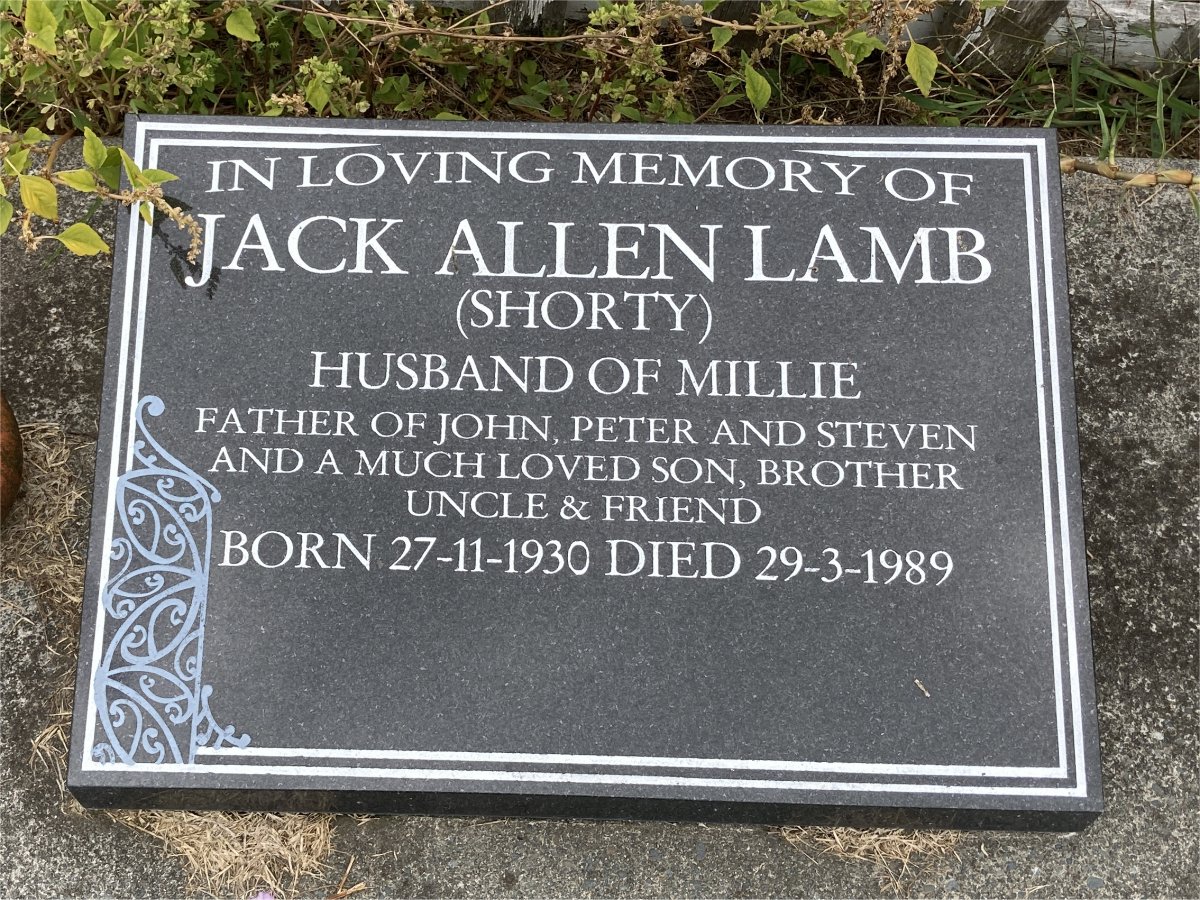 IN LOVING MEMORY OF
JACK ALLEN LAMB
(SHORTY)
HUSBAND OF MILLIE
FATHER OF JOHN, PETER AND STEVEN
AND A MUCH LOVED SON, BROTHER
UNCLE & FRIEND
BORN 27-11-1930 DIED 29-3-1989